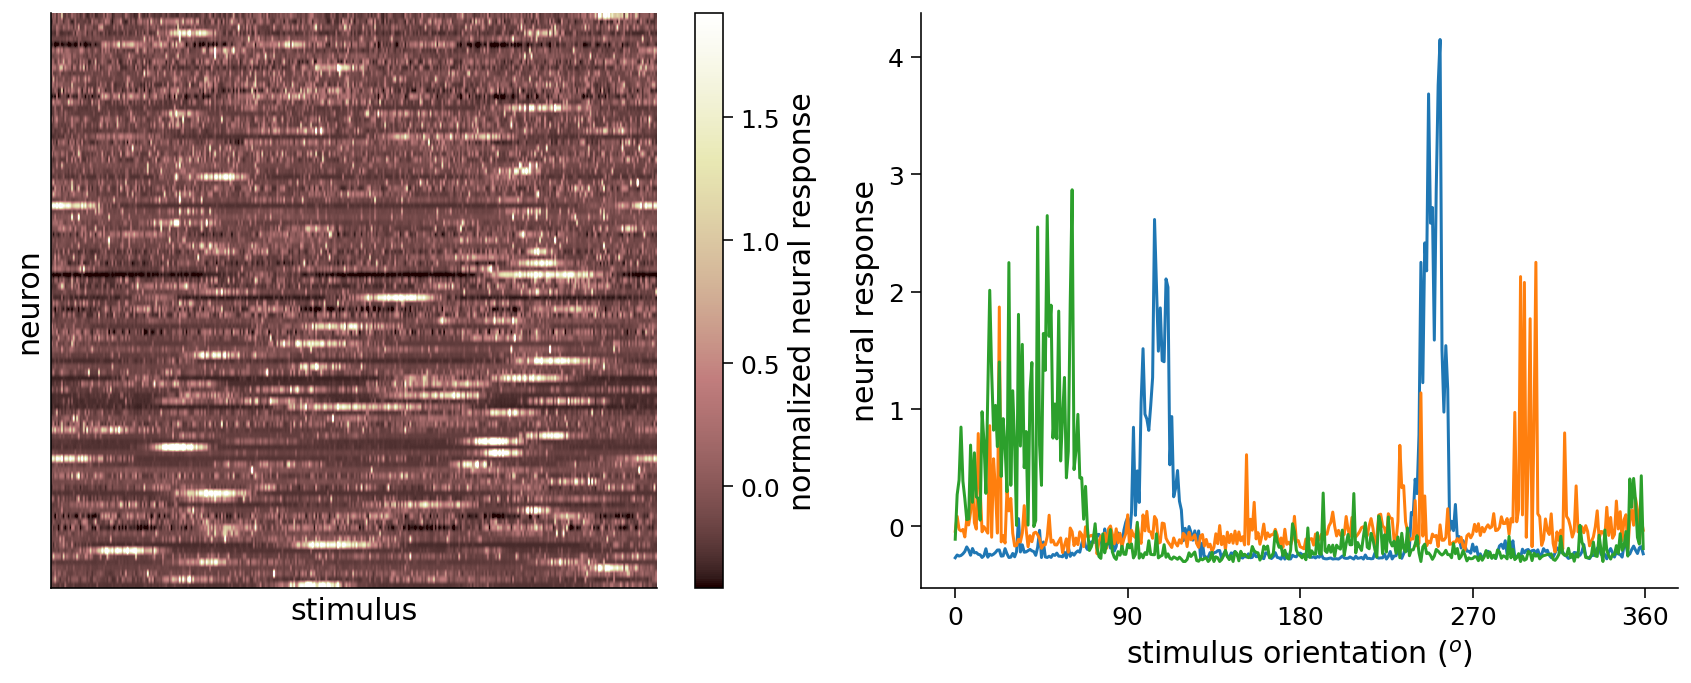 neuron
stimulus
1.5
1.0
0.5
0.0
normalized neural response
4
3
2
1
0
neural response
0 90 180 270 360
stimulus orientation (o)